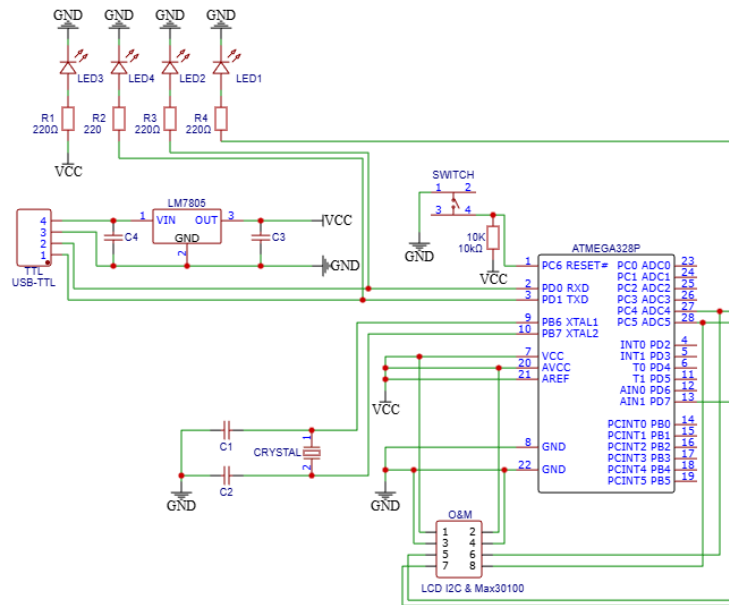 GND GND GND GND
LED3 LED4 LED2 LED1
R1 R2 R3 R4
220Ω 220 220Ω 220Ω
VCC
SWITCH
1 2
3 4
LM7805
1 VIN OUT 3
GND
2
VCC
C4 C3
GND
4
3
2
1
TTL
USB-TTL
GND
10K
10kΩ
VCC
ATMEGA328P
1 PC6 RESET# PC0 ADC0 23
PC1 ADC1 24
2 PD0 RXD PC2 ADC2 25
3 PD1 TXD PC3 ADC3 26
PC4 ADC4 27
9 PB6 XTAL1 PC5 ADC5 28
10 PB7 XTAL2
INT0 PD2 4
7 VCC INT1 PD3 5
20 AVCC T0 PD4 6
21 AREF T1 PD5 11
AIN0 PD6 12
AIN1 PD7 13
VCC
PCINT0 PB0 14
PCINT1 PB1 15
8 GND PCINT2 PB2 16
PCINT3 PB3 17
22 GND PCINT4 PB4 18
PCINT5 PB5 19
C1
1
CRYSTAL
2
C2
GND
GND
O&M
1 2
3 4
5 6
7 8
LCD I2C & Max30100